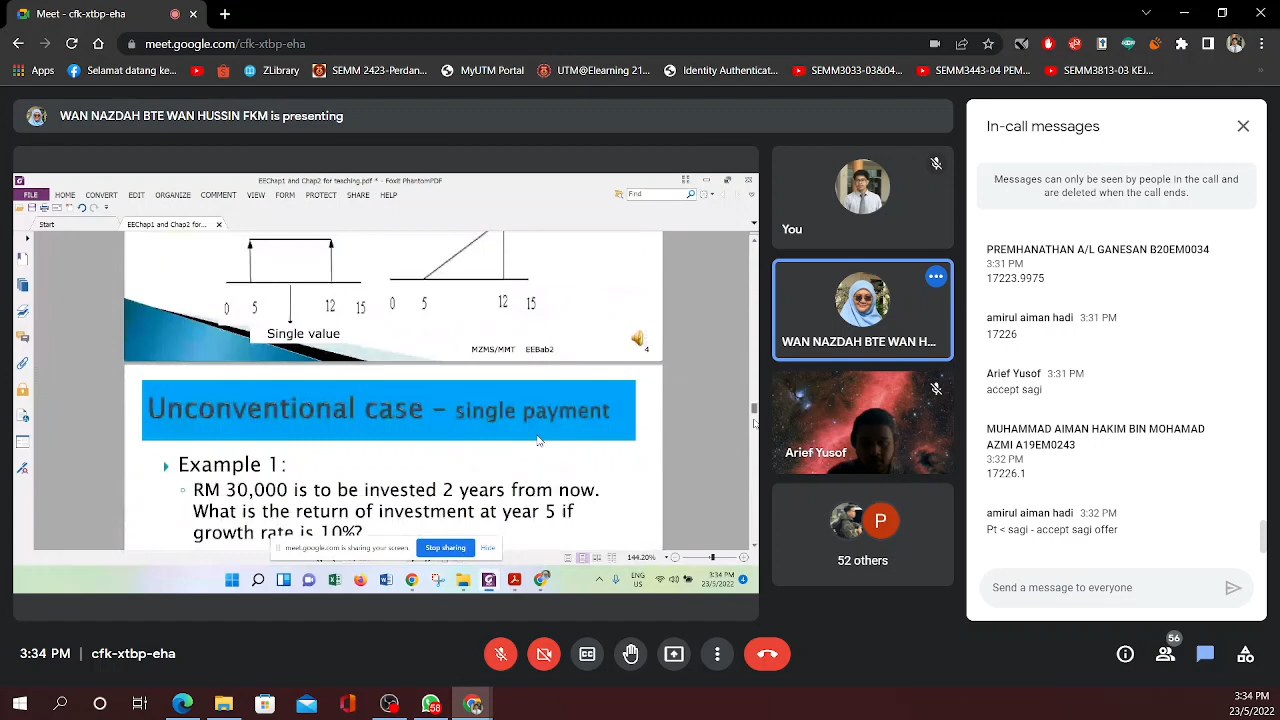 Meet - cfk-xtbp-eha
meet.google.com/cfk-xtbp-eha
Apps
Selamat datang ke...
ZLibrary
SEMM 2423-Perdan...
MyUTM Portal
UTM@Elearning 21...
Identity Authenticat...
SEMM3033-03&04...
SEMM3443-04 PEM...
SEMM3813-03 KEJ...
WAN NAZDAH BTE WAN HUSSIN FKM is presenting
EEChap1 and Chap2 for teaching.pdf * - Foxit PhantomPDF
FILE HOME CONVERT EDIT ORGANIZE COMMENT VIEW FORM PROTECT SHARE HELP
Find
Start
EEChap1 and Chap2 for...
0 5 12 15
0 5 12 15
Single value
MZMS/MMT EEBab2 4
Unconventional case – single payment
Example 1:
RM 30,000 is to be invested 2 years from now.
What is the return of investment at year 5 if
growth rate is 10%?
meet.google.com is sharing your screen.
Stop sharing
Hide
144.20%
ENG
US
3:34 PM
23/5/2022
4
You
WAN NAZDAH BTE WAN H...
Arief Yusof
P
52 others
In-call messages
Messages can only be seen by people in the call and
are deleted when the call ends.
PREMHANATHAN A/L GANESAN B20EM0034
3:31 PM
17223.9975
amirul aiman hadi 3:31 PM
17226
Arief Yusof 3:31 PM
accept sagi
MUHAMMAD AIMAN HAKIM BIN MOHAMAD
AZMI A19EM0243
3:32 PM
17226.1
amirul aiman hadi 3:32 PM
Pt < sagi - accept sagi offer
Send a message to everyone
3:34 PM | cfk-xtbp-eha
56
58
3:34 PM
23/5/2022